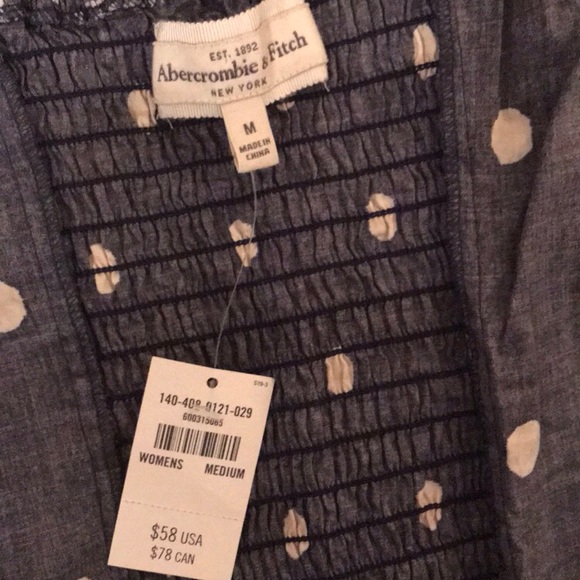 EST. 1892
Abercrombie & Fitch
NEW YORK
M
MADE IN
CHINA
140-408-0121-029
600315065
WOMENS MEDIUM
$58 USA
$78 CAN